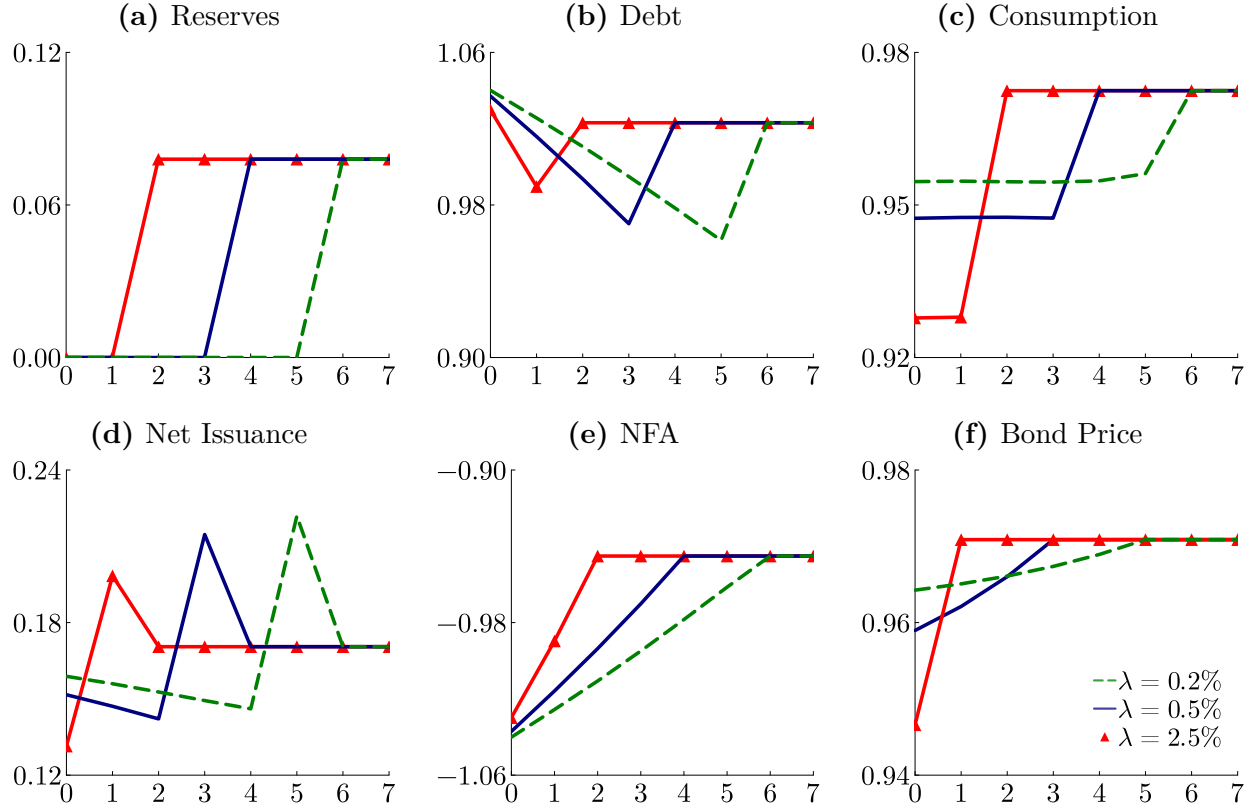 (a) Reserves
0.12
0.06
0.00
0 1 2 3 4 5 6 7
(b) Debt
1.06
0.98
0.90
0 1 2 3 4 5 6 7
(c) Consumption
0.98
0.95
0.92
0 1 2 3 4 5 6 7
(d) Net Issuance
0.24
0.18
0.12
0 1 2 3 4 5 6 7
(e) NFA
−0.90
−0.98
−1.06
0 1 2 3 4 5 6 7
(f) Bond Price
0.98
0.96
0.94
0 1 2 3 4 5 6 7
λ = 0.2%
λ = 0.5%
λ = 2.5%